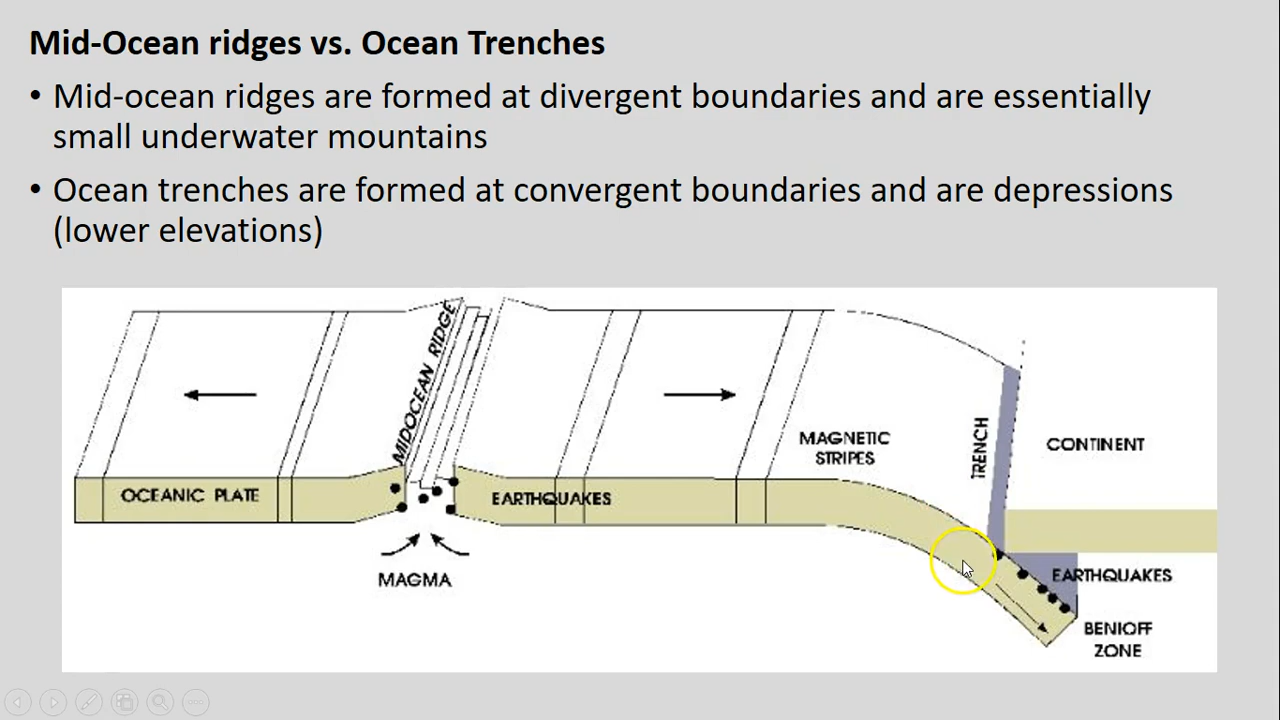 Mid-Ocean ridges vs. Ocean Trenches
• Mid-ocean ridges are formed at divergent boundaries and are essentially
small underwater mountains
• Ocean trenches are formed at convergent boundaries and are depressions
(lower elevations)
MIDOCEAN RIDGE
MAGNETIC
STRIPES
TRENCH
CONTINENT
OCEANIC PLATE
EARTHQUAKES
MAGMA
EARTHQUAKES
BENIOFF
ZONE